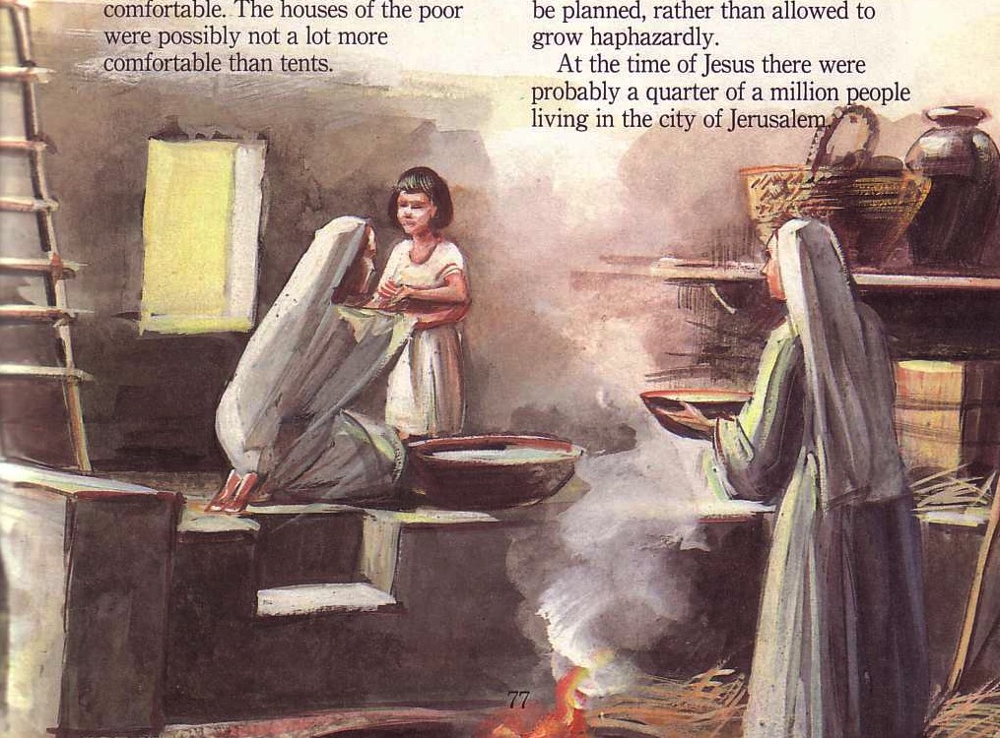 comfortable. The houses of the poor
were possibly not a lot more
comfortable than tents.
be planned, rather than allowed to
grow haphazardly.
At the time of Jesus there were
probably a quarter of a million people
living in the city of Jerusalem.
77